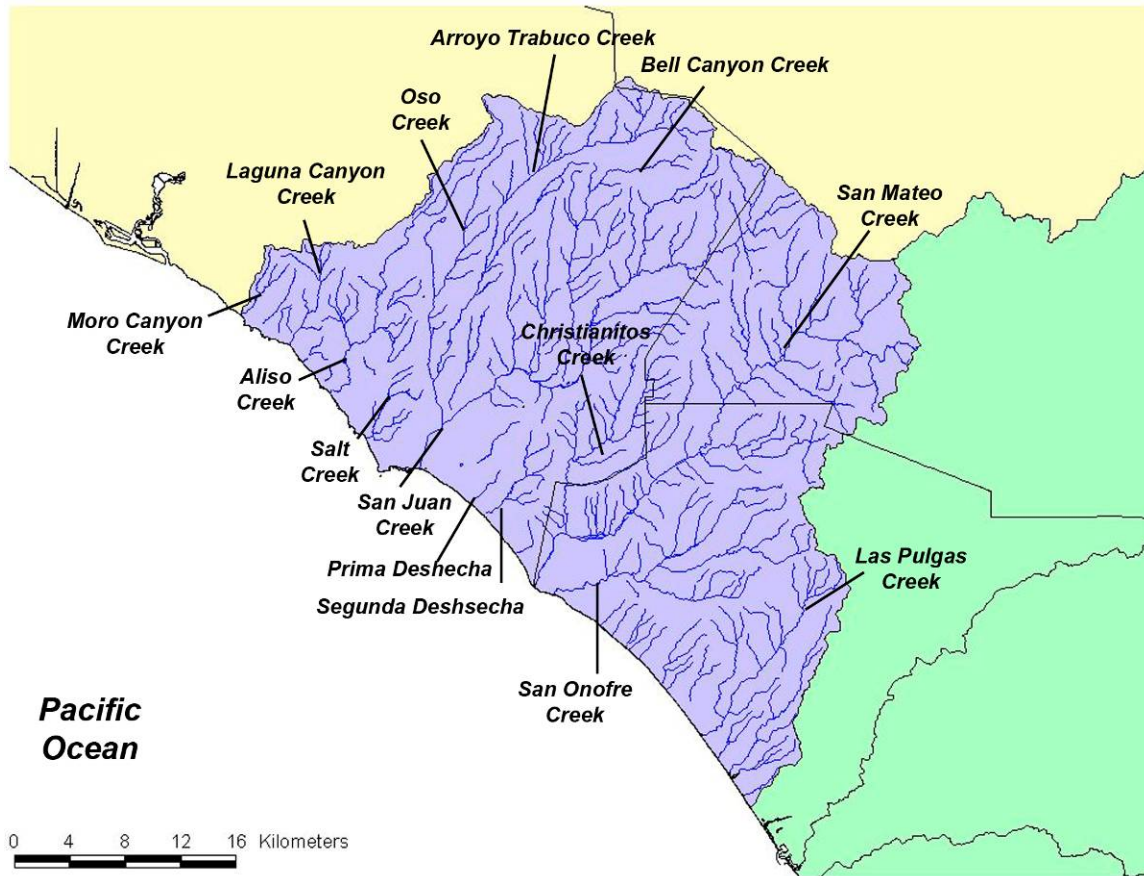 Arroyo Trabuco Creek
Bell Canyon Creek
Oso
Creek
Laguna Canyon
Creek
San Mateo
Creek
Moro Canyon
Creek
Christianitos
Creek
Aliso
Creek
Salt
Creek
San Juan
Creek
Prima Deshecha
Segunda Deshsecha
Las Pulgas
Creek
San Onofre
Creek
Pacific
Ocean
0 4 8 12 16 Kilometers